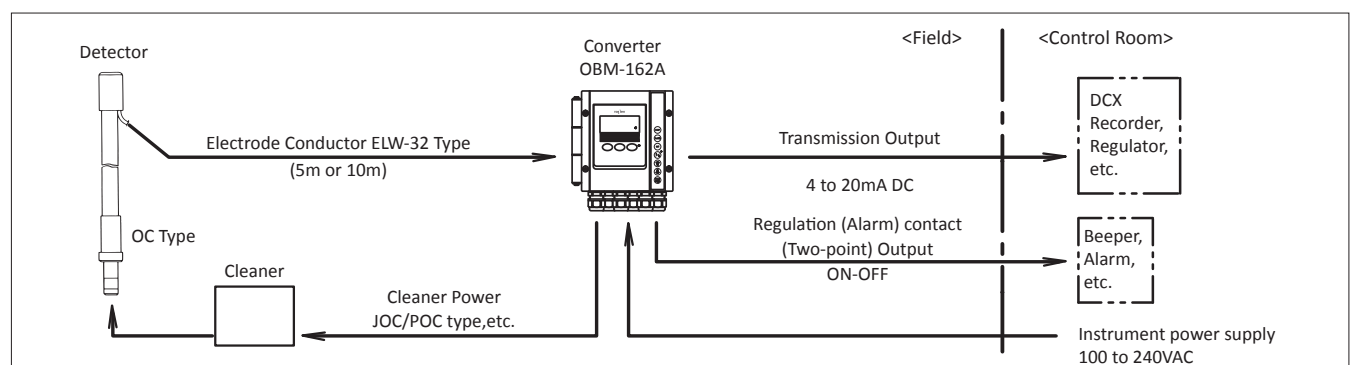 Detector
Converter
OBM-162A
<Field>
<Control Room>
Electrode Conductor ELW-32 Type
(5m or 10m)
Transmission Output
4 to 20mA DC
DCX
Recorder,
Regulator,
etc.
OC Type
Regulation (Alarm) contact
(Two-point) Output
ON-OFF
Beeper,
Alarm,
etc.
Cleaner
Cleaner Power
JOC/POC type,etc.
Instrument power supply
100 to 240VAC